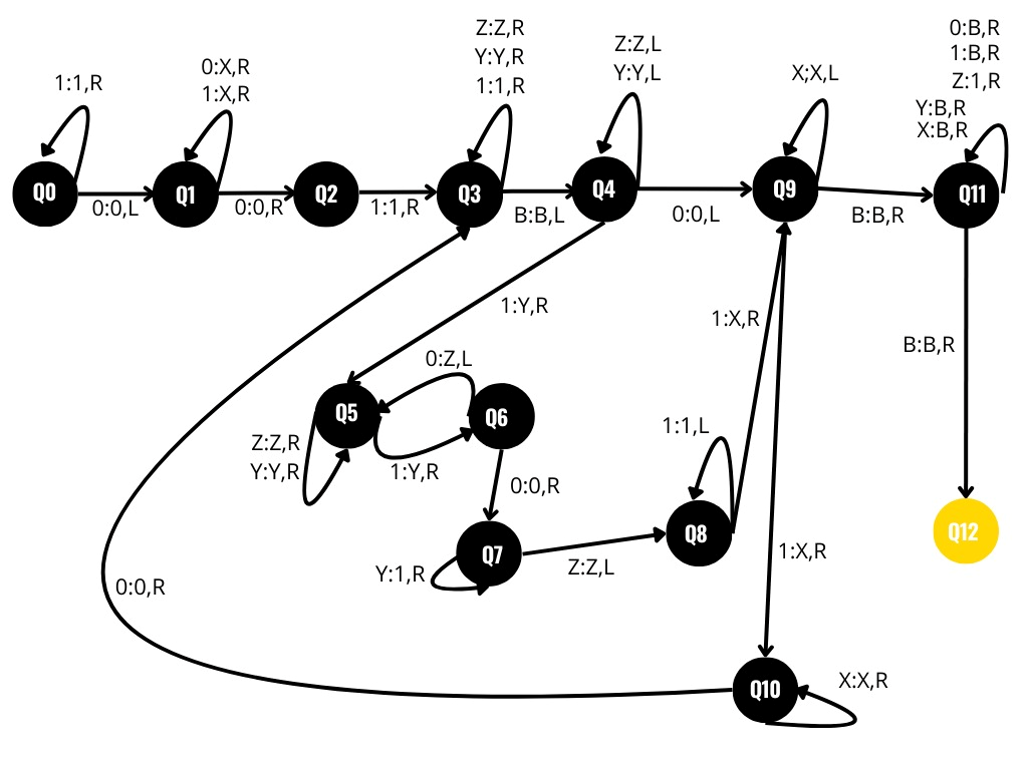 Z:Z,R
Y:Y,R
1:1,R
Z:Z,L
Y:Y,L
0:B,R
1:B,R
Z:1,R
Y:B,R
X:B,R
1:1,R
0:X,R
1:X,R
X;X,L
Q0
Q1
Q2
Q3
Q4
Q9
Q11
0:0,L
0:0,R
1:1,R
B:B,L
0:0,L
B:B,R
1:Y,R
1:X,R
B:B,R
0:Z,L
Q5
Q6
Z:Z,R
Y:Y,R
1:Y,R
1:1,L
0:0,R
Q7
Q8
Q12
Y:1,R
Z:Z,L
1:X,R
0:0,R
Q10
X:X,R